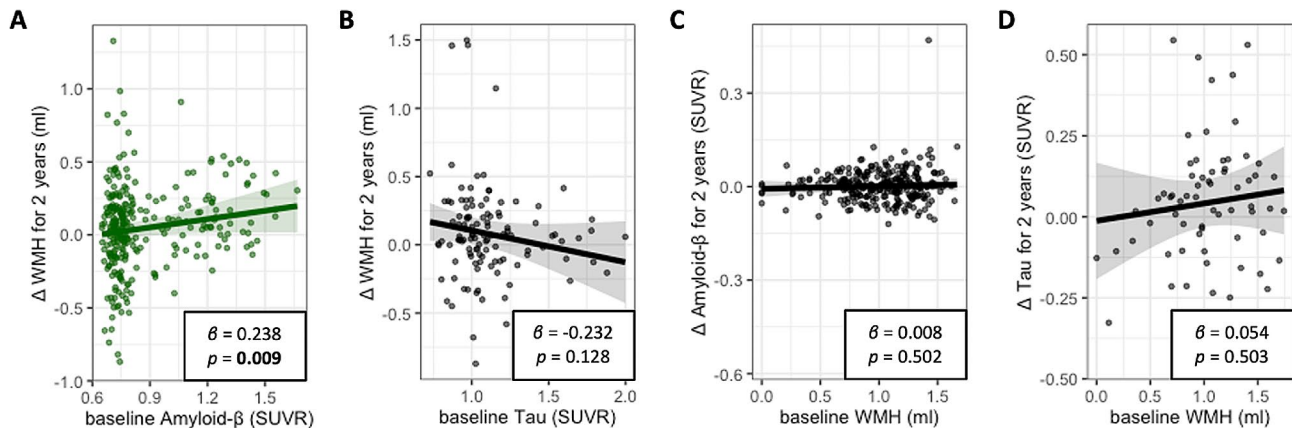 A
Δ WMH for 2 years (ml)
1.0
0.5
0.0
-0.5
-1.0
0.6
0.9
1.2
1.5
baseline Amyloid-β (SUVR)
β = 0.238
p = 0.009
B
Δ WMH for 2 years (ml)
1.5
1.0
0.5
0.0
-0.5
1.0
1.5
2.0
baseline Tau (SUVR)
β = -0.232
p = 0.128
C
Δ Amyloid-β for 2 years (SUVR)
0.3
0.0
-0.3
-0.6
0.0
0.5
1.0
1.5
baseline WMH (ml)
β = 0.008
p = 0.502
D
Δ Tau for 2 years (SUVR)
0.50
0.25
0.00
-0.25
-0.50
0.0
0.5
1.0
1.5
baseline WMH (ml)
β = 0.054
p = 0.503